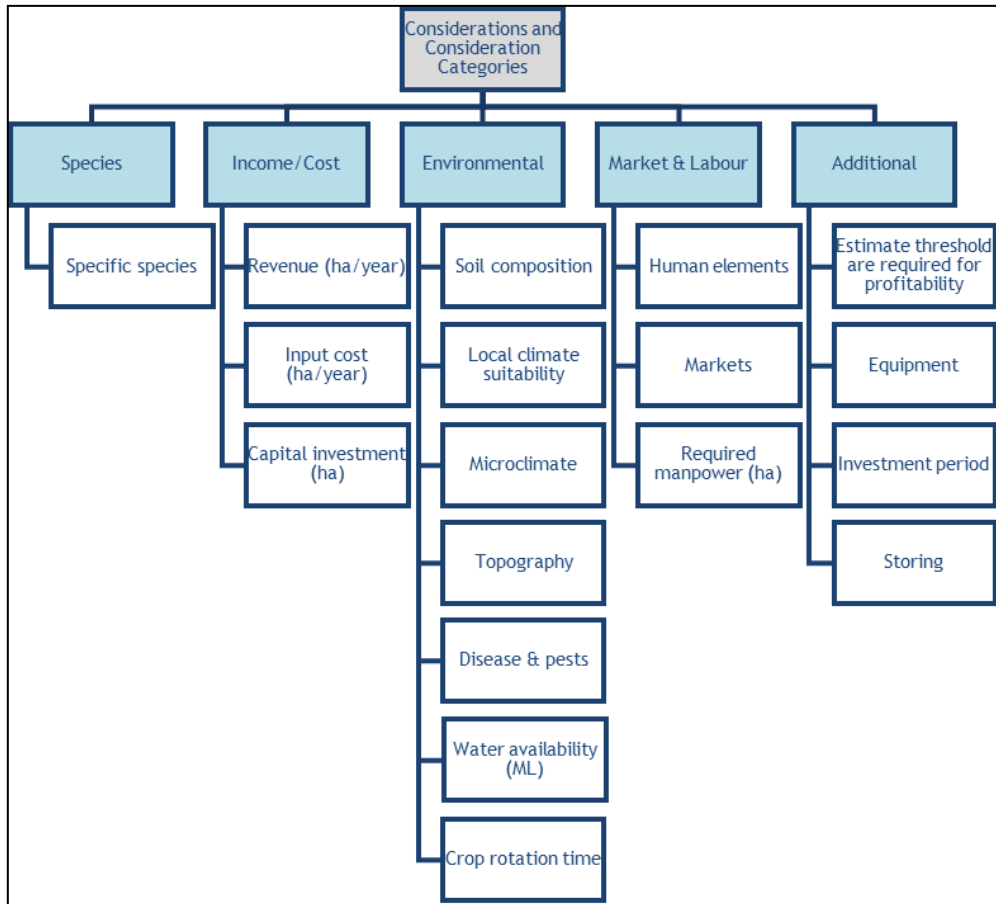 Considerations and
Consideration
Categories
Species
Income/Cost
Environmental
Market & Labour
Additional
Specific species
Revenue (ha/year)
Input cost
(ha/year)
Capital investment
(ha)
Soil composition
Local climate
suitability
Microclimate
Topography
Disease & pests
Water availability
(ML)
Crop rotation time
Human elements
Markets
Required
manpower (ha)
Estimate threshold
are required for
profitability
Equipment
Investment period
Storing